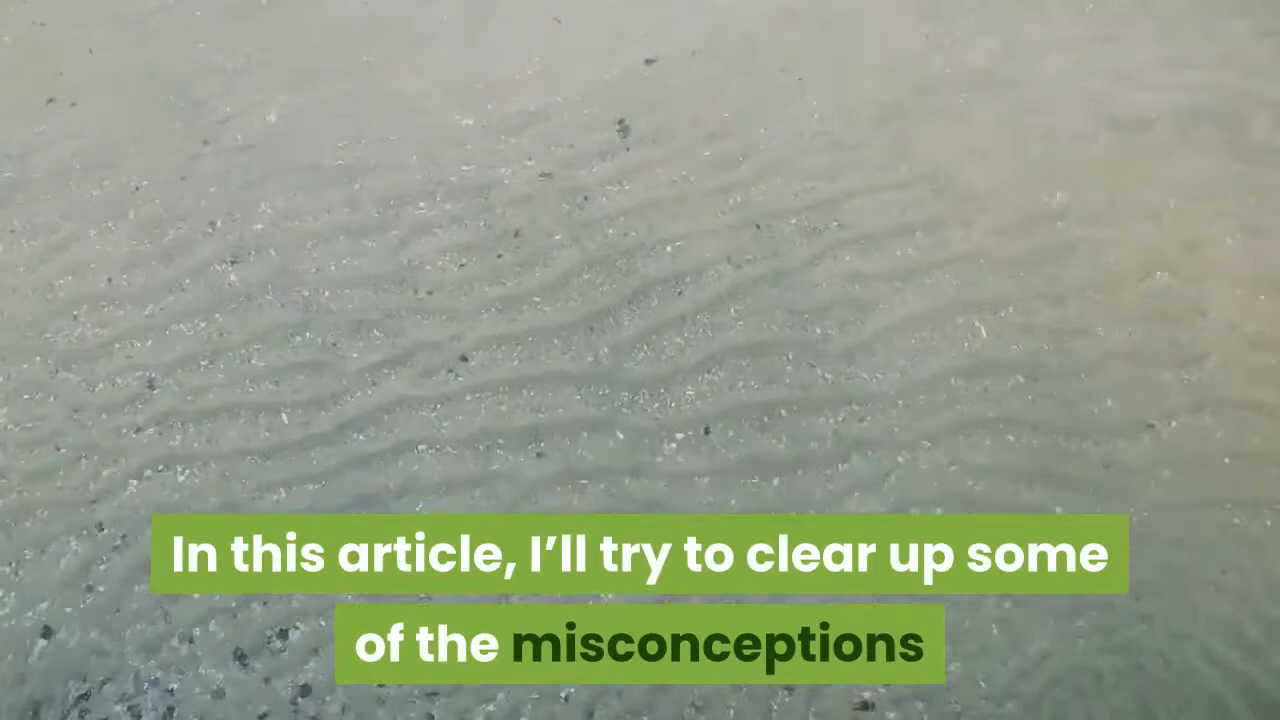 In this article, I’ll try to clear up some
of the misconceptions